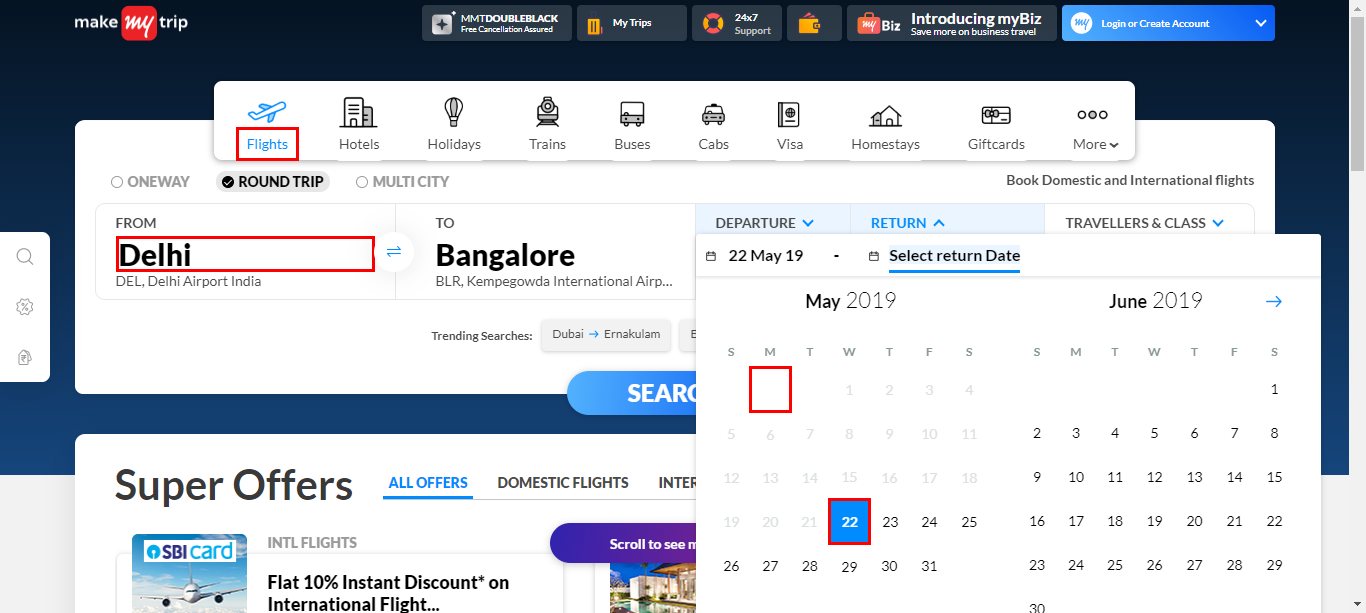 make my trip
MMTDOUBLEBLACK
Free Cancellation Assured
My Trips
24x7
Support
my Biz
Introducing myBiz
Save more on business travel
my
Login or Create Account
Flights
Hotels
Holidays
Trains
Buses
Cabs
Visa
Homestays
Giftcards
More
ONEWAY
ROUND TRIP
MULTI CITY
Book Domestic and International flights
FROM
Delhi
DEL, Delhi Airport India
TO
Bangalore
BLR, Kempegowda International Airp...
DEPARTURE
RETURN
TRAVELLERS & CLASS
22 May 19 - Select return Date
May 2019
S M T W T F S
1 2 3 4
5 6 7 8 9 10 11
12 13 14 15 16 17 18
19 20 21 22 23 24 25
26 27 28 29 30 31
June 2019
S M T W T F S
1
2 3 4 5 6 7 8
9 10 11 12 13 14 15
16 17 18 19 20 21 22
23 24 25 26 27 28 29
30
Trending Searches:
Dubai → Ernakulam
SEARC
Super Offers
ALL OFFERS
DOMESTIC FLIGHTS
INTER
SBI card
INTL FLIGHTS
Flat 10% Instant Discount* on
International Flight...
Scroll to see m